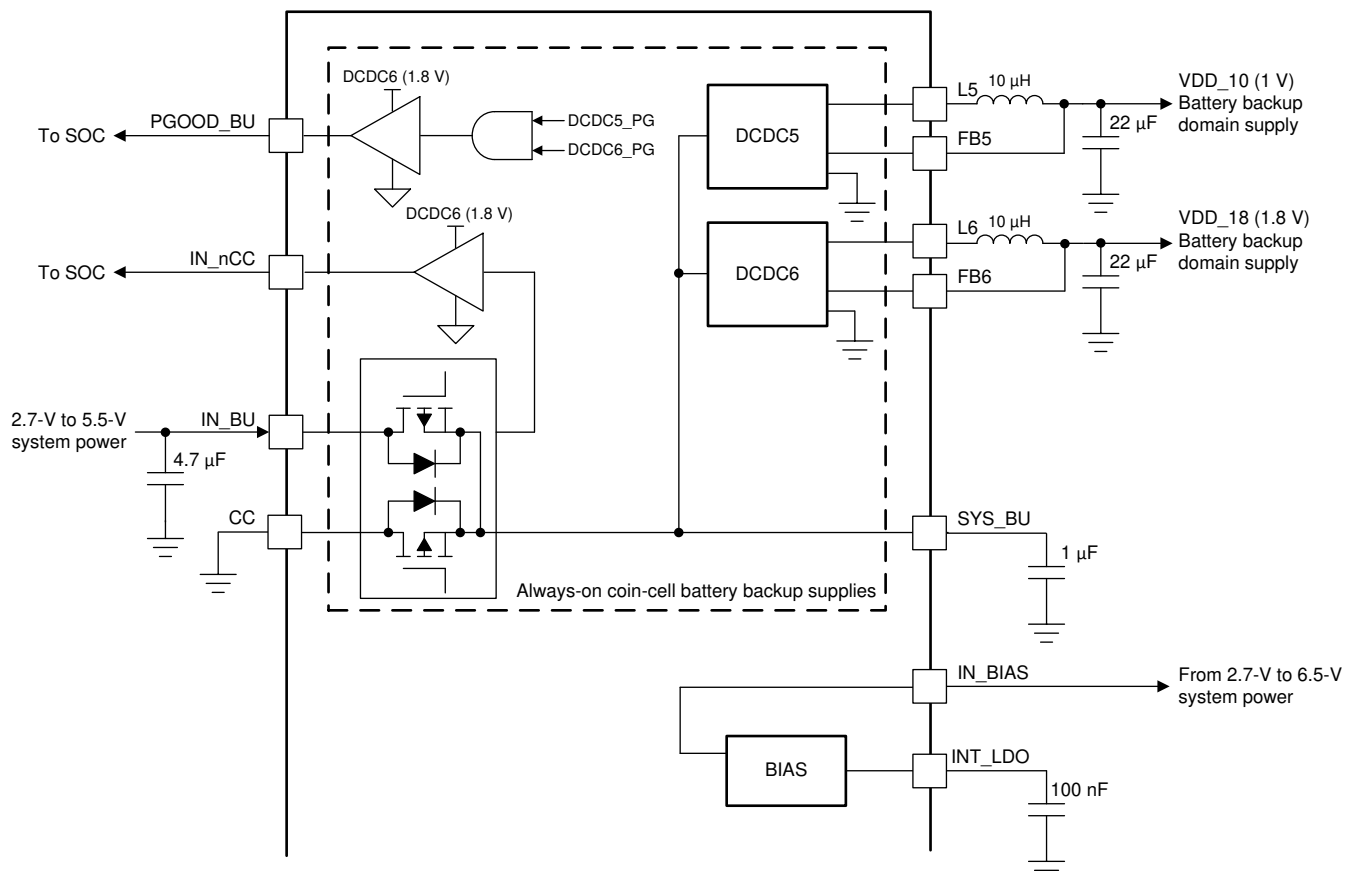 DCDC6 (1.8 V)
PGOOD_BU
To SOC
DCDC5_PG
DCDC6_PG
DCDC6 (1.8 V)
IN_nCC
To SOC
2.7-V to 5.5-V
system power
IN_BU
4.7 µF
CC
DCDC5
DCDC6
L5
10 µH
FB5
22 µF
VDD_10 (1 V)
Battery backup
domain supply
L6
10 µH
FB6
22 µF
VDD_18 (1.8 V)
Battery backup
domain supply
SYS_BU
1 µF
Always-on coin-cell battery backup supplies
IN_BIAS
From 2.7-V to 6.5-V
system power
BIAS
INT_LDO
100 nF